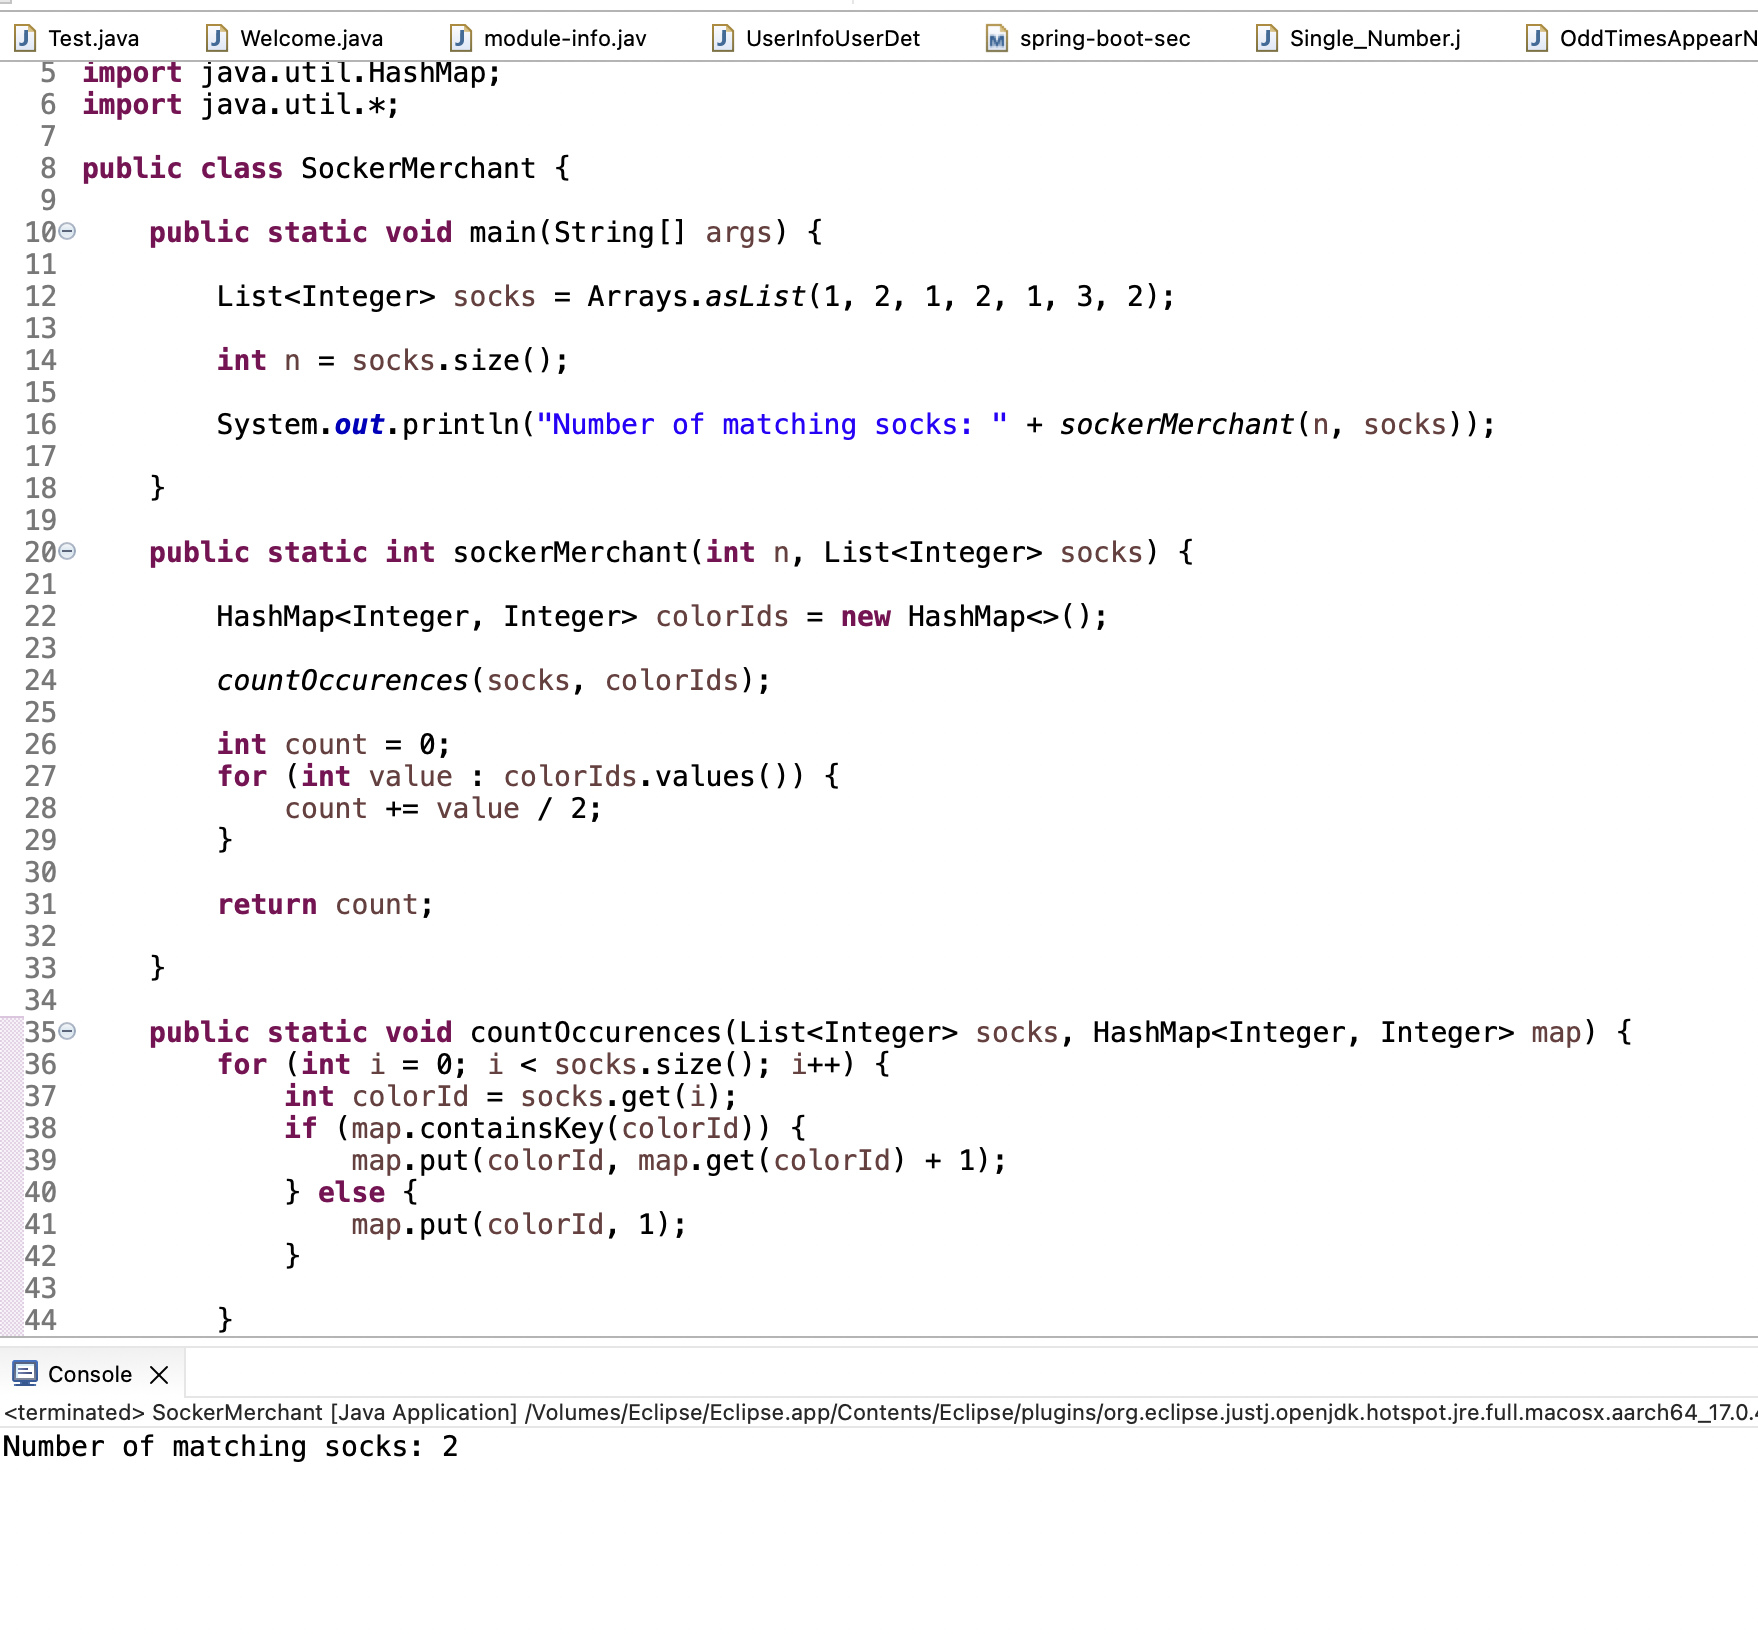 Test.java Welcome.java module-info.jav UserInfoUserDet spring-boot-sec Single_Number.j OddTimesAppearN
5 import java.util.HashMap;
6 import java.util.*;
7
8 public class SockerMerchant {
9
10 public static void main(String[] args) {
11
12 List<Integer> socks = Arrays.asList(1, 2, 1, 2, 1, 3, 2);
13
14 int n = socks.size();
15
16 System.out.println("Number of matching socks: " + sockerMerchant(n, socks));
17
18 }
19
20 public static int sockerMerchant(int n, List<Integer> socks) {
21
22 HashMap<Integer, Integer> colorIds = new HashMap<>();
23
24 countOccurences(socks, colorIds);
25
26 int count = 0;
27 for (int value : colorIds.values()) {
28 count += value / 2;
29 }
30
31 return count;
32
33 }
34
35 public static void countOccurences(List<Integer> socks, HashMap<Integer, Integer> map) {
36 for (int i = 0; i < socks.size(); i++) {
37 int colorId = socks.get(i);
38 if (map.containsKey(colorId)) {
39 map.put(colorId, map.get(colorId) + 1);
40 } else {
41 map.put(colorId, 1);
42 }
43
44 }
Console
<terminated> SockerMerchant [Java Application] /Volumes/Eclipse/Eclipse.app/Contents/Eclipse/plugins/org.eclipse.justj.openjdk.hotspot.jre.full.macosx.aarch64_17.0.4
Number of matching socks: 2